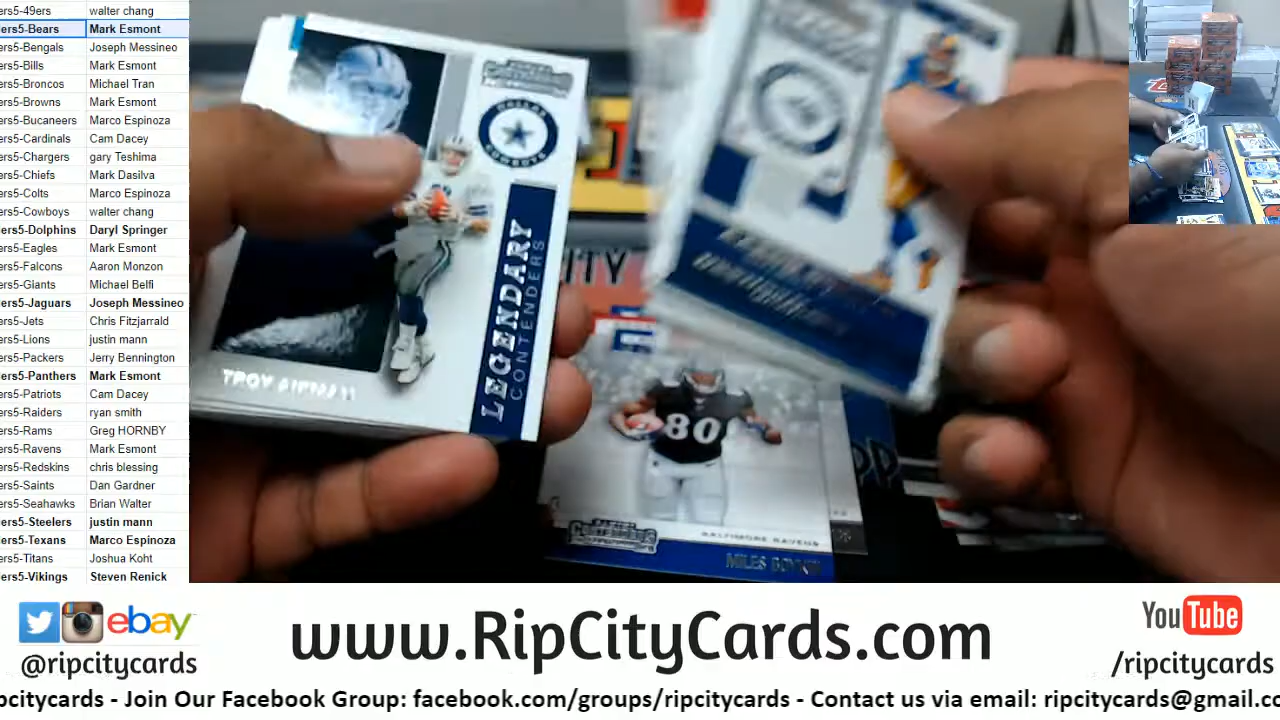 ers5-49ers walter chang
ers5-Bears Mark Esmont
ers5-Bengals Joseph Messineo
ers5-Bills Mark Esmont
ers5-Broncos Michael Tran
ers5-Browns Mark Esmont
ers5-Bucaneers Marco Espinoza
ers5-Cardinals Cam Dacey
ers5-Chargers gary Teshima
ers5-Chiefs Mark Dasilva
ers5-Colts Marco Espinoza
ers5-Cowboys walter chang
ers5-Dolphins Daryl Springer
ers5-Eagles Mark Esmont
ers5-Falcons Aaron Monzon
ers5-Giants Michael Belfi
ers5-Jaguars Joseph Messineo
ers5-Jets Chris Fitzjarrald
ers5-Lions justin mann
ers5-Packers Jerry Bennington
ers5-Panthers Mark Esmont
ers5-Patriots Cam Dacey
ers5-Raiders ryan smith
ers5-Rams Greg HORNBY
ers5-Ravens Mark Esmont
ers5-Redskins chris blessing
ers5-Saints Dan Gardner
ers5-Seahawks Brian Walter
ers5-Steelers justin mann
ers5-Texans Marco Espinoza
ers5-Titans Joshua Koht
ers5-Vikings Steven Renick
DALLAS
COWBOYS
LEGENDARY
CONTENDERS
TROY AIKMAN
80
CONTENDERS
BALTIMORE RAVENS
MILES
ebay
@ripcitycards
www.RipCityCards.com
YouTube
/ripcitycards
pcitycards - Join Our Facebook Group: facebook.com/groups/ripcitycards - Contact us via email: ripcitycards@gmail.co